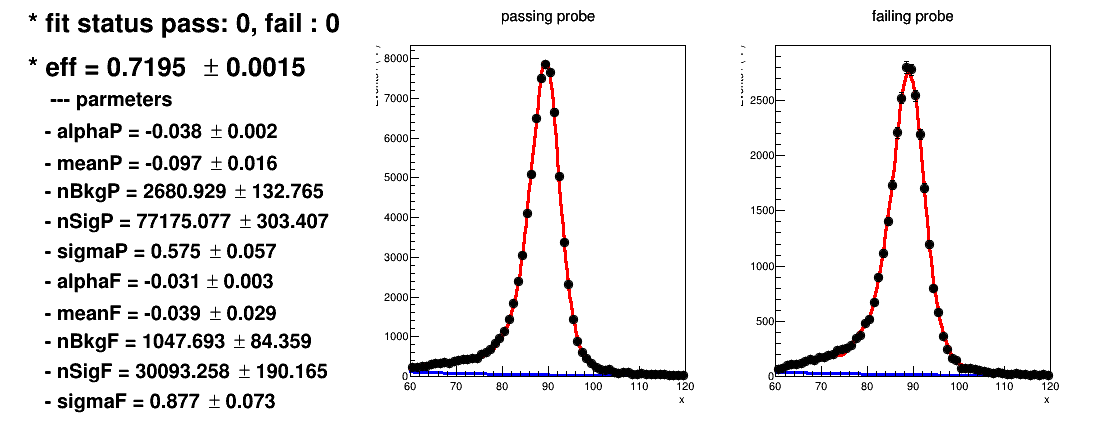 * fit status pass: 0, fail : 0
* eff = 0.7195 ± 0.0015
--- parmeters
- alphaP = -0.038 ± 0.002
- meanP = -0.097 ± 0.016
- nBkgP = 2680.929 ± 132.765
- nSigP = 77175.077 ± 303.407
- sigmaP = 0.575 ± 0.057
- alphaF = -0.031 ± 0.003
- meanF = -0.039 ± 0.029
- nBkgF = 1047.693 ± 84.359
- nSigF = 30093.258 ± 190.165
- sigmaF = 0.877 ± 0.073
passing probe
8000
7000
6000
5000
4000
3000
2000
1000
0
60 70 80 90 100 110 120
x
failing probe
2500
2000
1500
1000
500
0
60 70 80 90 100 110 120
x